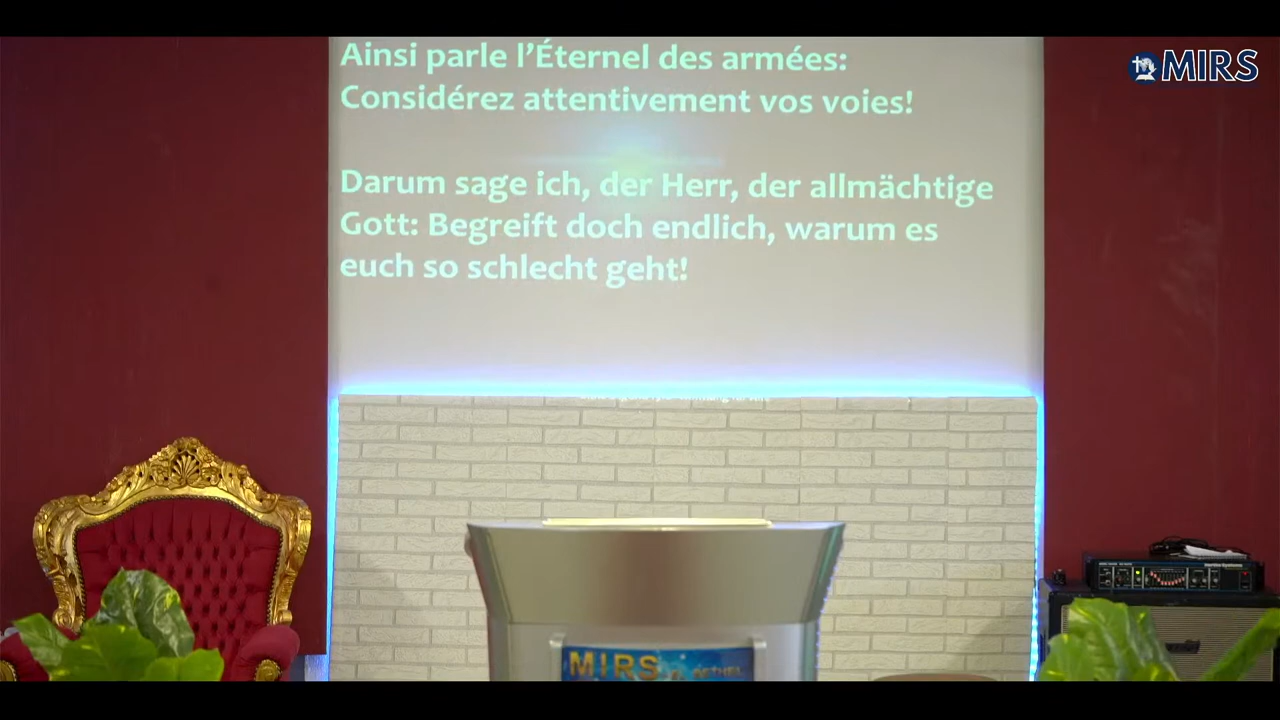 Ainsi parle l’Éternel des armées:
MIRS
Considérez attentivement vos voies!
Darum sage ich, der Herr, der allmächtige
Gott: Begreift doch endlich, warum es
euch so schlecht geht!
MIRS
BETHEL